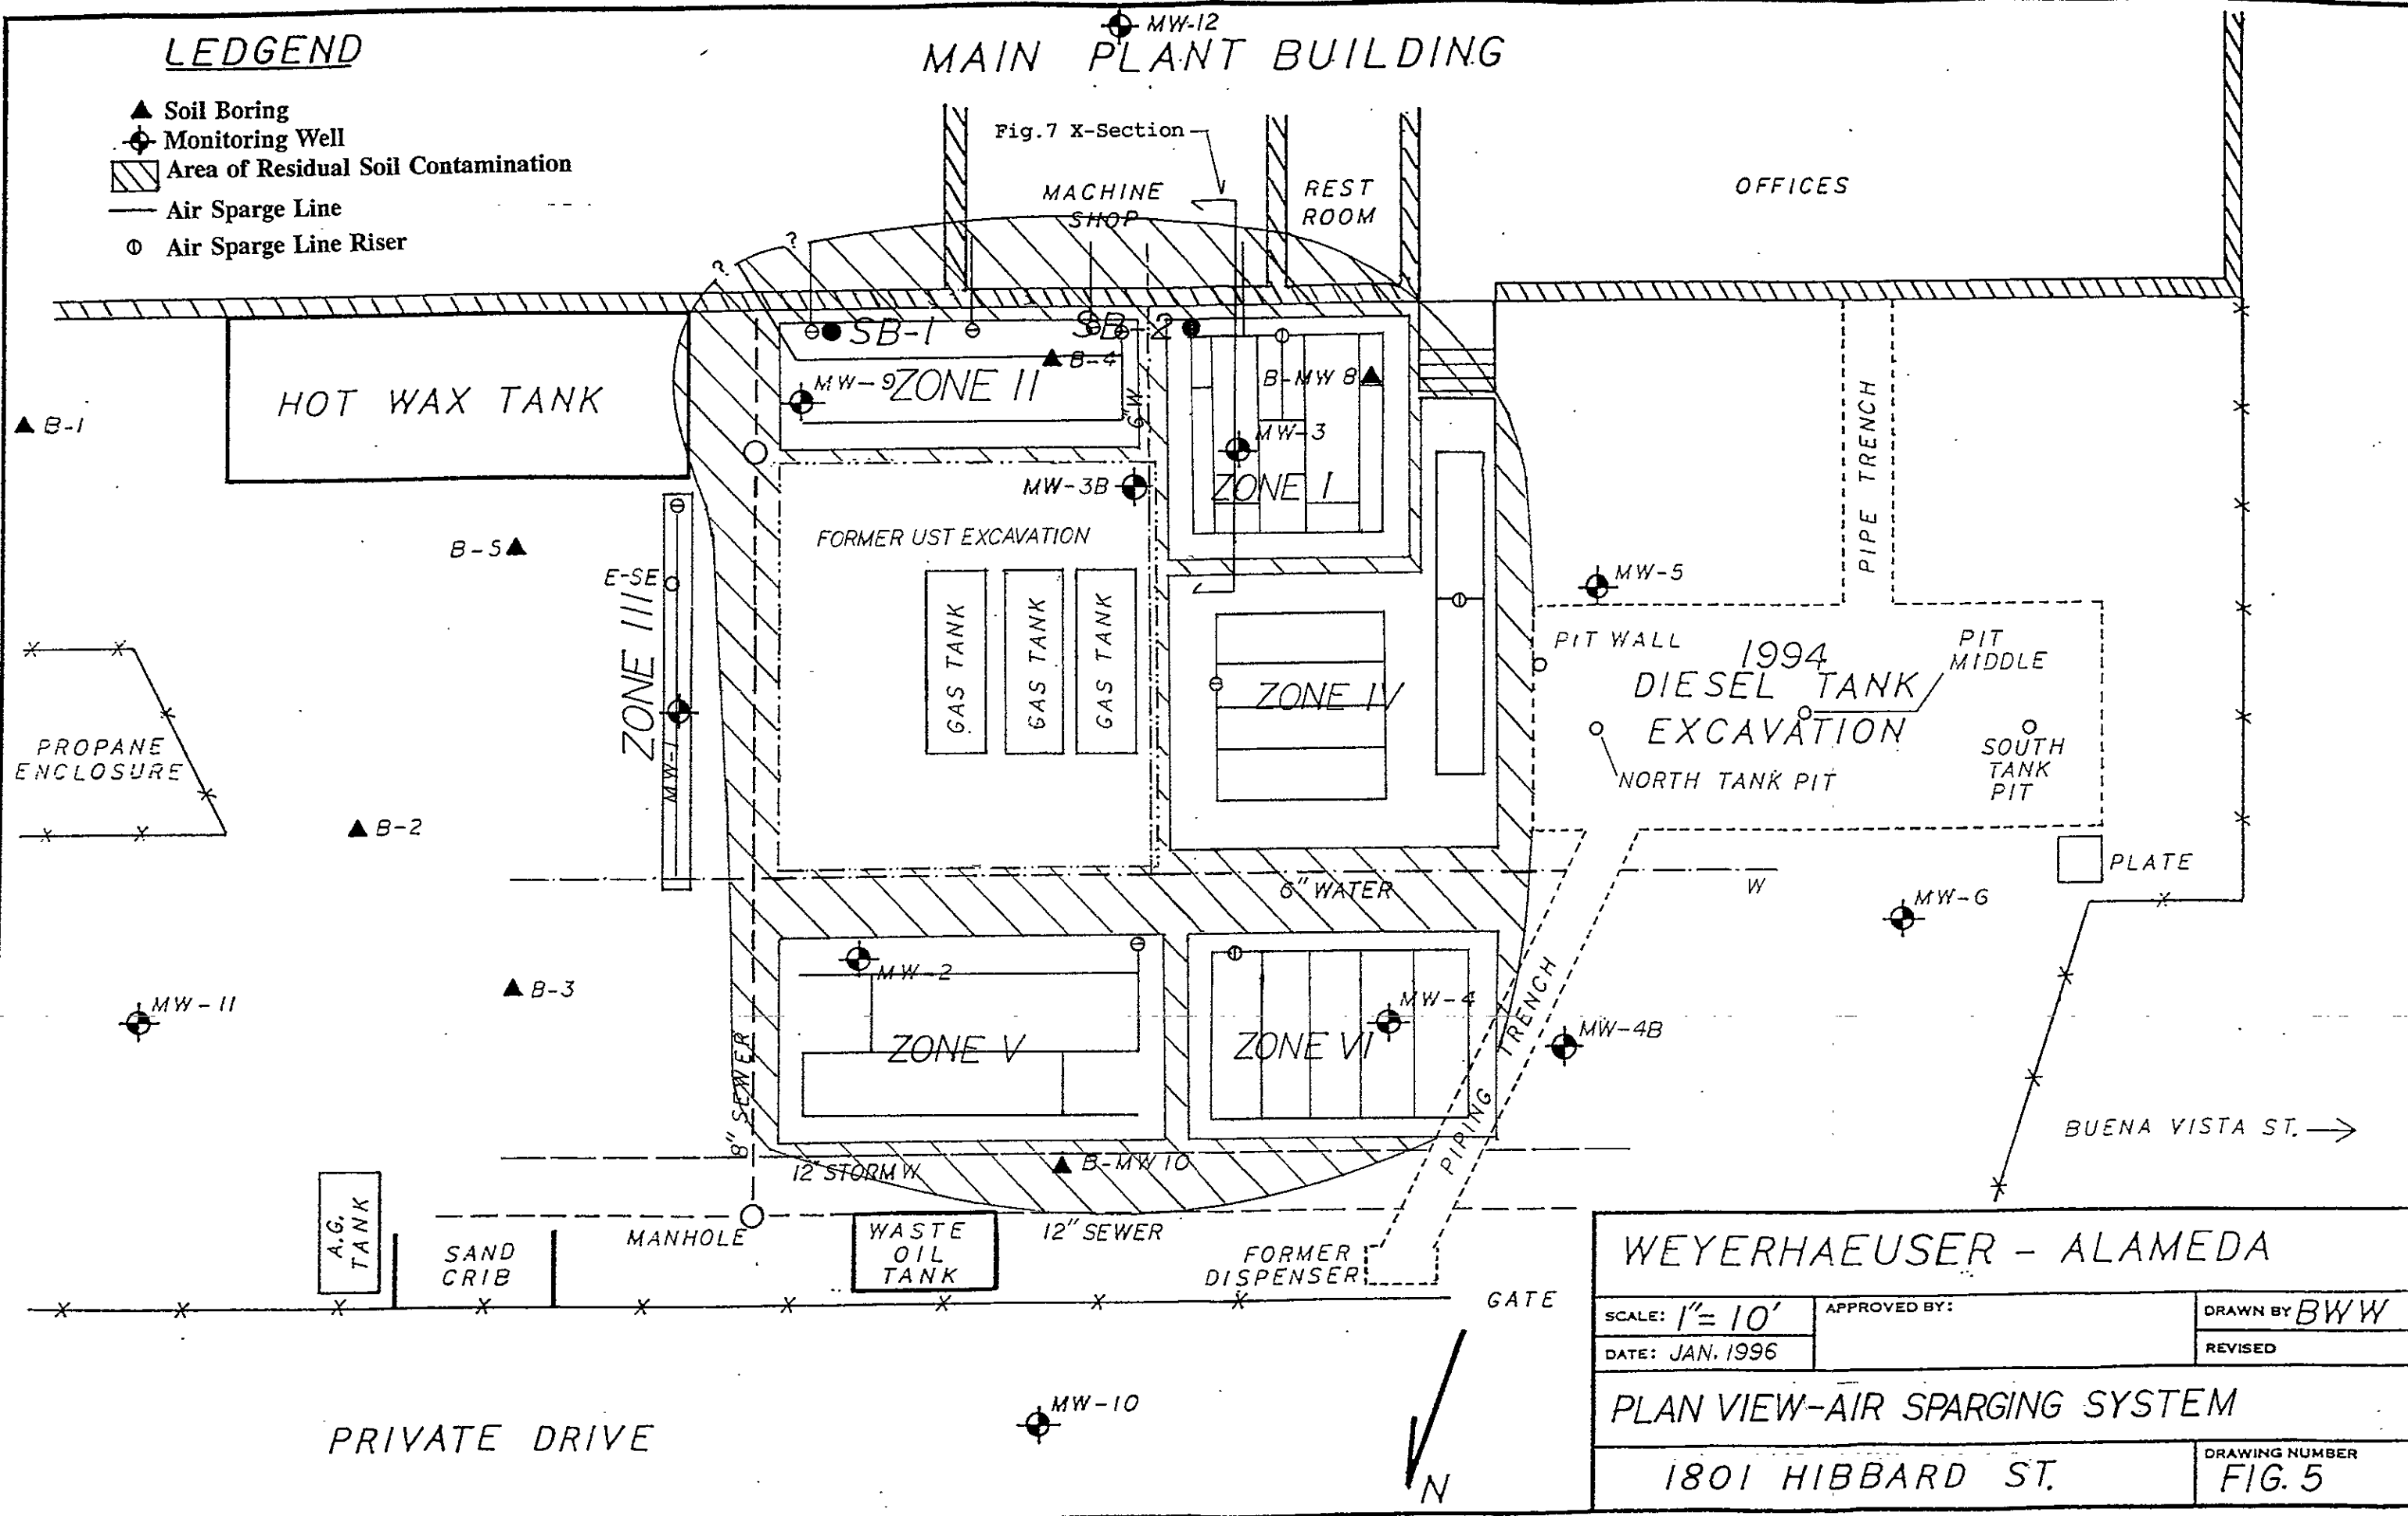 MW-12
MAIN PLANT BUILDING
LEDGEND
Soil Boring
Monitoring Well
Area of Residual Soil Contamination
Air Sparge Line
Air Sparge Line Riser
Fig.7 X-Section
MACHINE
SHOP
REST
ROOM
OFFICES
?
?
SB-1
SB-2
B-4
MW-9
ZONE II
6"W
B-MW 8
HOT WAX TANK
B-1
MW-3
ZONE I
MW-3B
PIPE TRENCH
FORMER UST EXCAVATION
B-5
E-SE
ZONE III
MW-1
GAS TANK
GAS TANK
GAS TANK
ZONE IV
MW-5
PIT WALL
1994
DIESEL TANK
EXCAVATION
PIT
MIDDLE
NORTH TANK PIT
SOUTH
TANK
PIT
PROPANE
ENCLOSURE
B-2
6" WATER
W
PLATE
MW-6
MW-2
B-3
MW-11
ZONE V
MW-4
ZONE VI
MW-4B
PIPING TRENCH
8" SEWER
BUENA VISTA ST.
12" STORM W.
B-MW 10
A.G.
TANK
SAND
CRIB
MANHOLE
WASTE
OIL
TANK
12" SEWER
FORMER
DISPENSER
GATE
PRIVATE DRIVE
MW-10
N
WEYERHAEUSER - ALAMEDA
SCALE: 1"= 10'
APPROVED BY:
DRAWN BY BWW
DATE: JAN. 1996
REVISED
PLAN VIEW-AIR SPARGING SYSTEM
1801 HIBBARD ST.
DRAWING NUMBER
FIG. 5